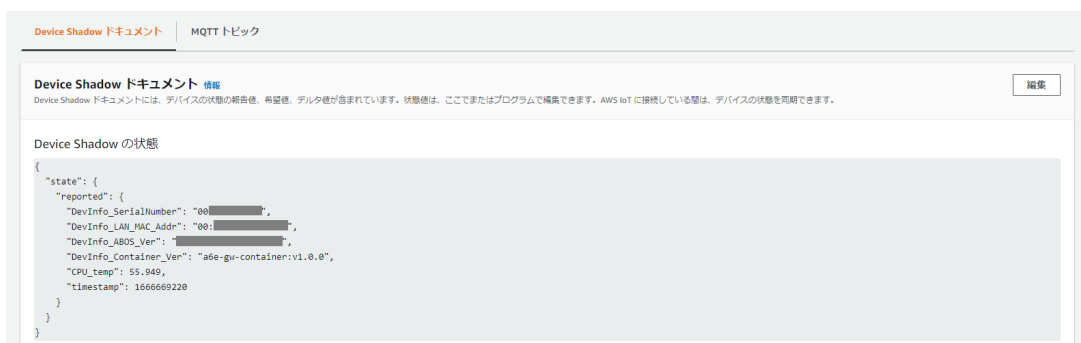 Device Shadow ドキュメント
MQTT トピック
Device Shadow ドキュメント 情報
編集
Device Shadow ドキュメントには、デバイスの状態の報告値、希望値、デルタ値が含まれています。状態値は、ここでまたはプログラムで編集できます。AWS IoT に接続している間は、デバイスの状態を同期できます。
Device Shadow の状態
{
"state": {
"reported": {
"DevInfo_SerialNumber": "00",
"DevInfo_LAN_MAC_Addr": "00:",
"DevInfo_ABOS_Ver": "",
"DevInfo_Container_Ver": "a6e-gw-container:v1.0.0",
"CPU_temp": 55.949,
"timestamp": 1666669220
}
}
}